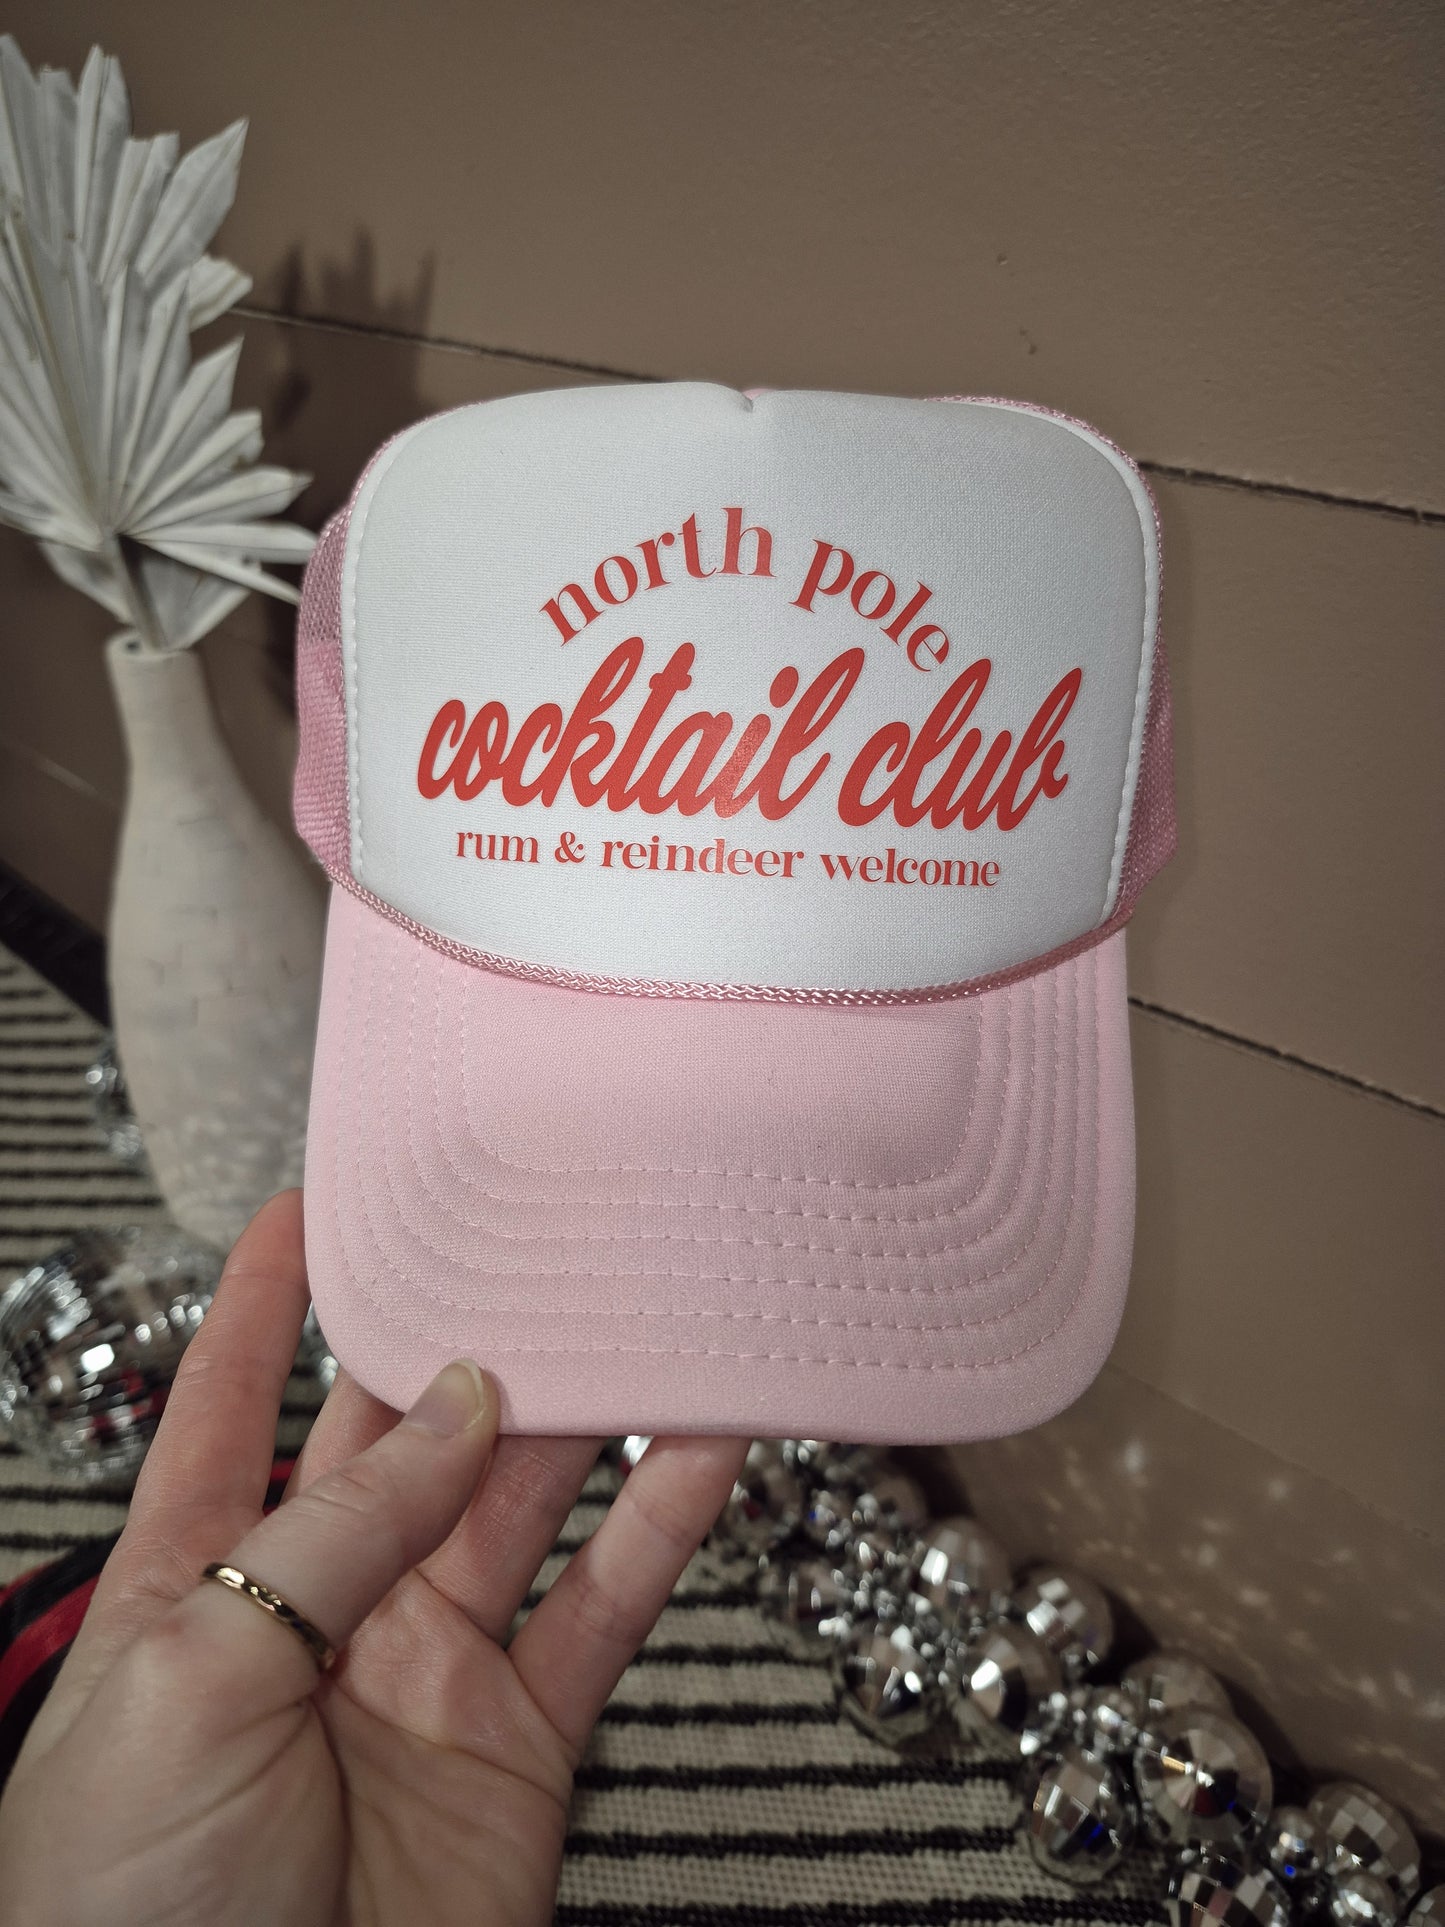 north pole
cocktail club
rum & reindeer welcome